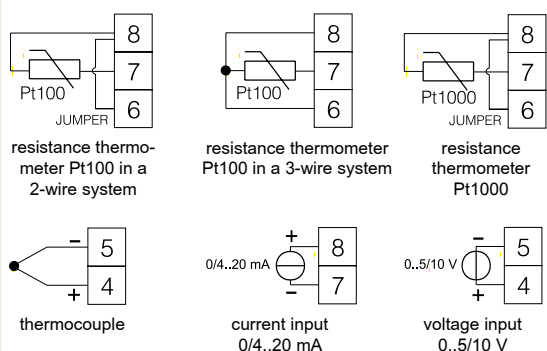 8
7
6
Pt100
JUMPER
resistance thermo-
meter Pt100 in a
2-wire system
8
7
6
Pt100
resistance thermometer
Pt100 in a 3-wire system
8
7
6
Pt1000
JUMPER
resistance
thermometer
Pt1000
– 5
+ 4
thermocouple
+ 8
0/4..20 mA
– 7
current input
0/4..20 mA
– 5
0..5/10 V
+ 4
voltage input
0..5/10 V